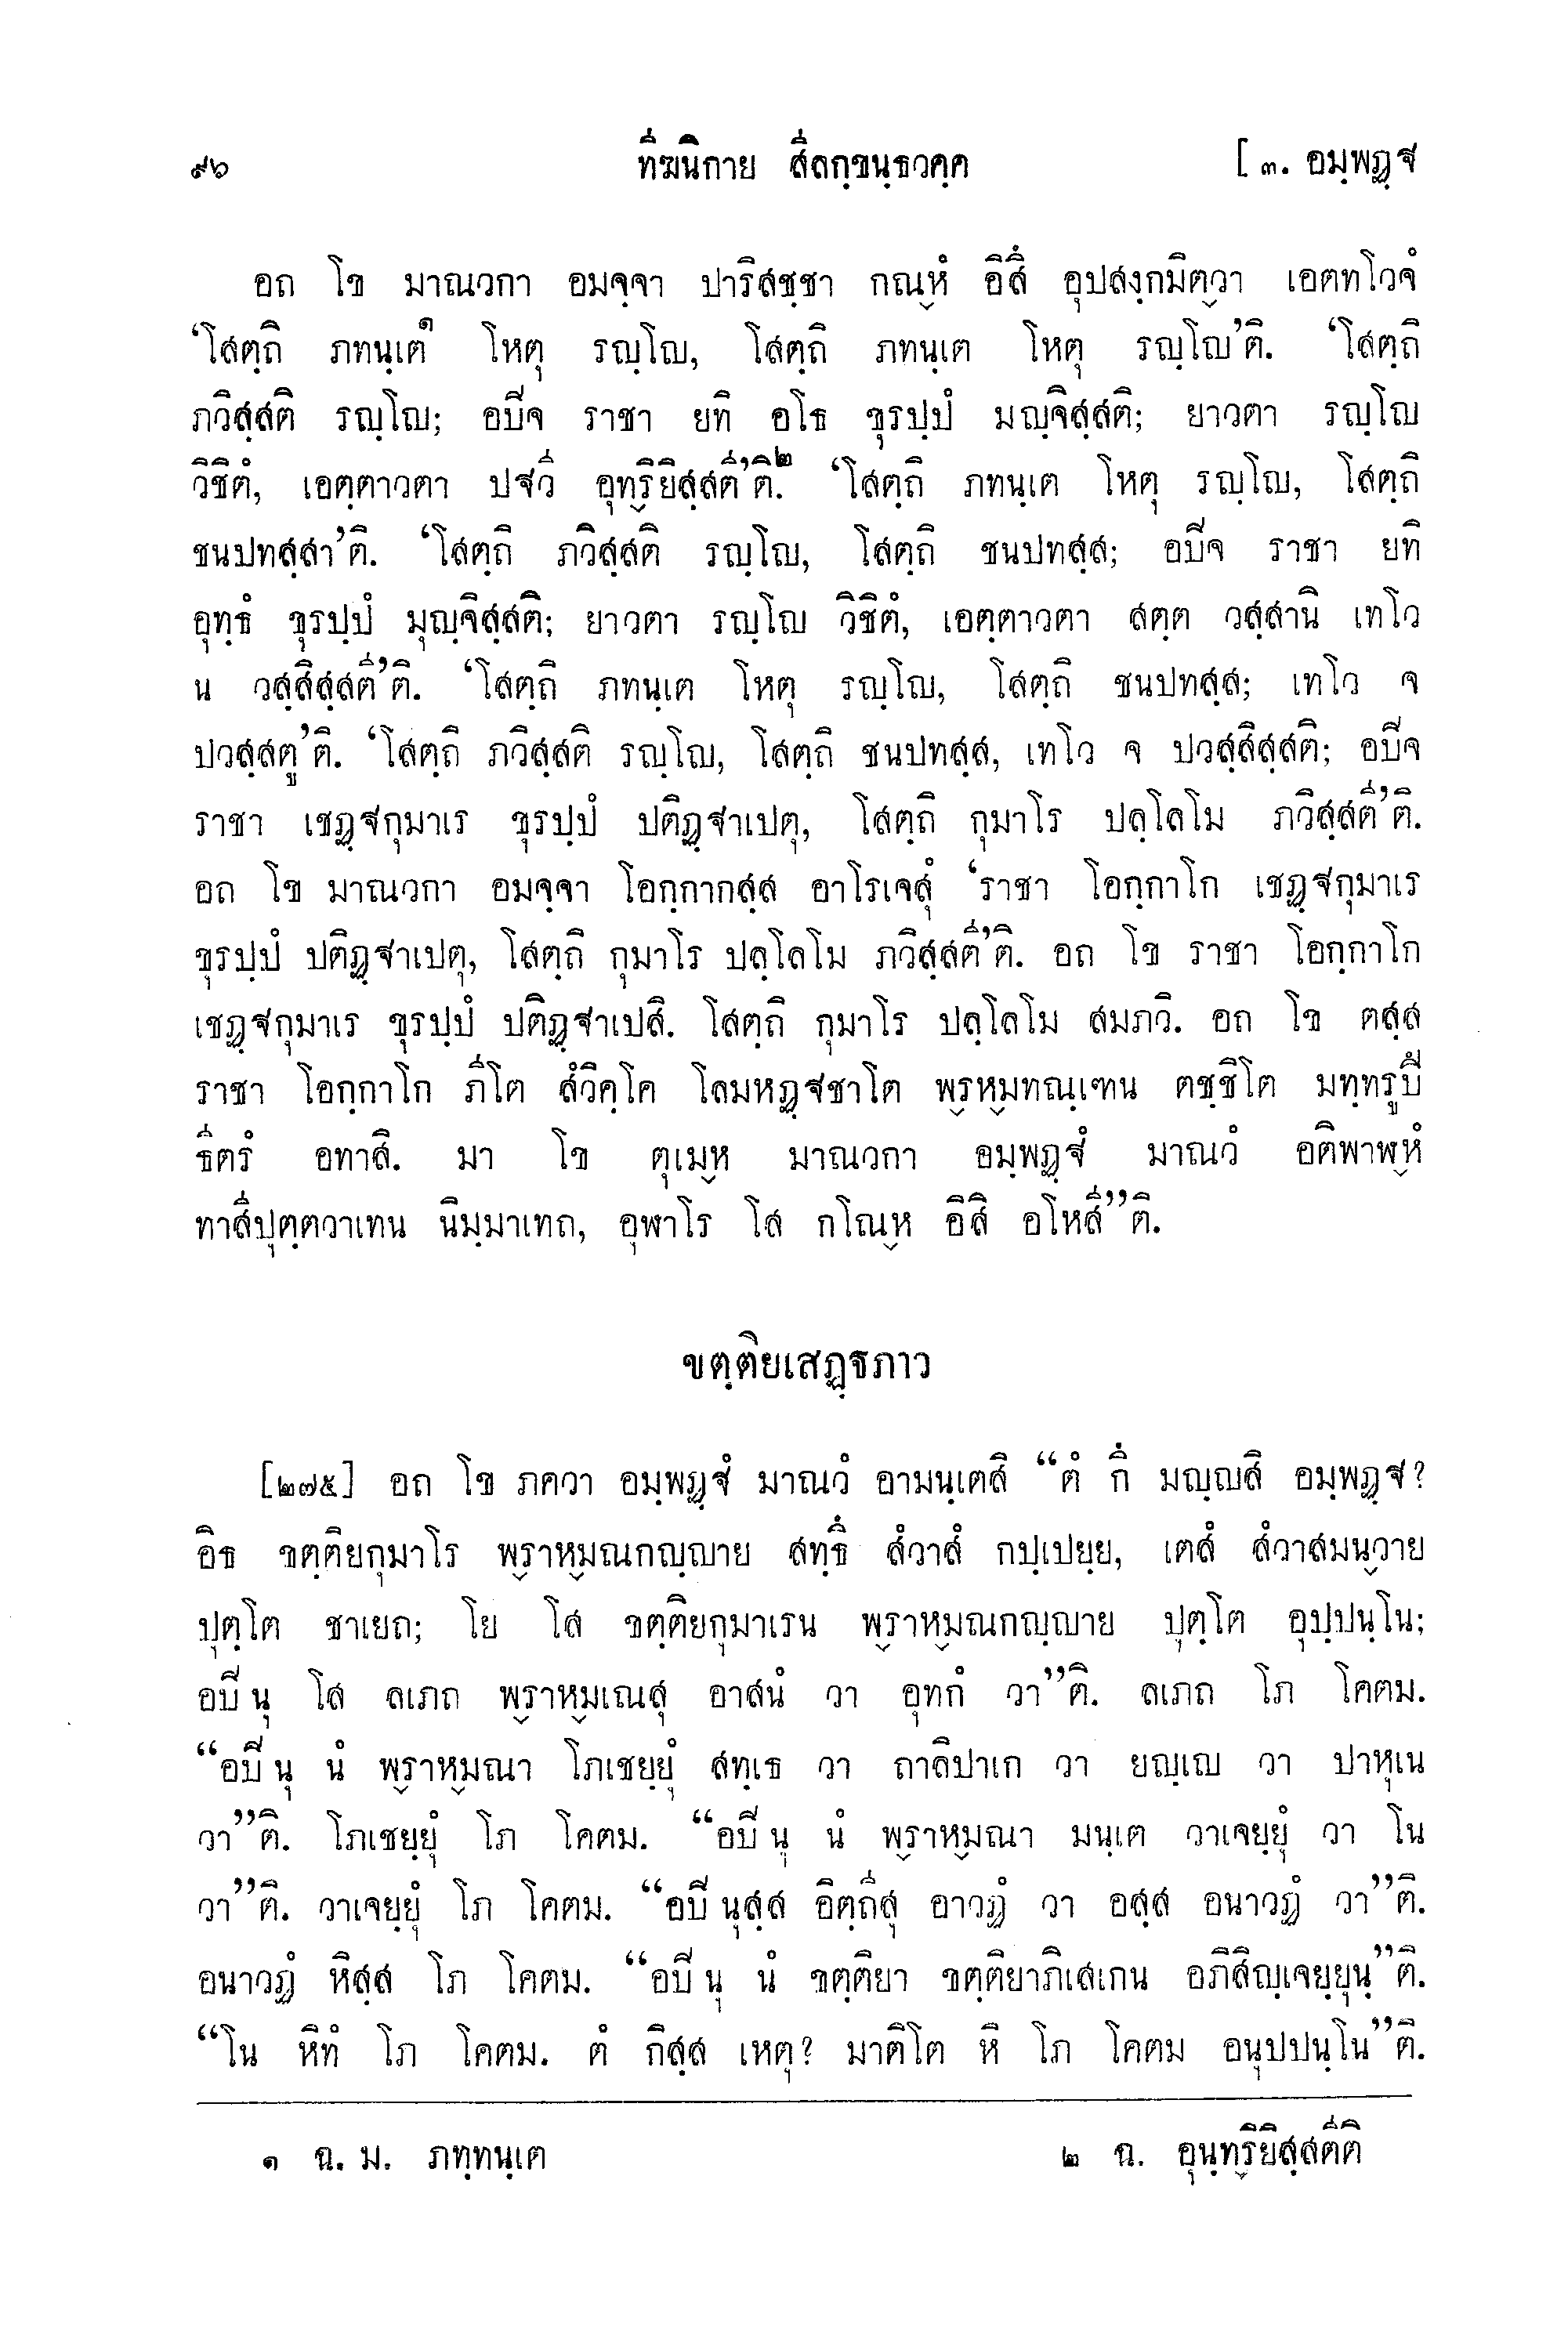 ๙๖ ทีฆนิกาย สีลกฺขนฺธวคฺค [ ๓. อมฺพฏฺฐ
อถ โข มาณวกา อมจฺจา ปาริสชฺชา กณฺหํ อิสึ อุปสงฺกมิตฺวา เอตทโวจํ
‘โสตฺถิ ภทนฺเต๑ โหตุ รญฺโญ, โสตฺถิ ภทนฺเต โหตุ รญฺโญ’ติ. ‘โสตฺถิ
ภวิสฺสติ รญฺโญ; อปิจ ราชา ยทิ อโธ ขุรปฺปํ มญฺจิสฺสติ; ยาวตา รญฺโญ
วิชิตํ, เอตฺตาวตา ปฐวี อุทฺริยิสฺสตี’ติ.๒ ‘โสตฺถิ ภทนฺเต โหตุ รญฺโญ, โสตฺถิ
ชนปทสฺสา’ติ. ‘โสตฺถิ ภวิสฺสติ รญฺโญ, โสตฺถิ ชนปทสฺส; อปิจ ราชา ยทิ
อุทฺธํ ขุรปฺปํ มุญฺจิสฺสติ; ยาวตา รญฺโญ วิชิตํ, เอตฺตาวตา สตฺต วสฺสานิ เทโว
น วสฺสิสฺสตี’ติ. ‘โสตฺถิ ภทนฺเต โหตุ รญฺโญ, โสตฺถิ ชนปทสฺส; เทโว จ
ปวสฺสตู’ติ. ‘โสตฺถิ ภวิสฺสติ รญฺโญ, โสตฺถิ ชนปทสฺส, เทโว จ ปวสฺสิสฺสติ; อปิจ
ราชา เชฏฺฐกุมาเร ขุรปฺปํ ปติฏฺฐาเปตุ, โสตฺถิ กุมาโร ปลฺโลโม ภวิสฺสตี’ติ.
อถ โข มาณวกา อมจฺจา โอกฺกากสฺส อาโรเจสุํ ‘ราชา โอกฺกาโก เชฏฺฐกุมาเร
ขุรปฺปํ ปติฏฺฐาเปตุ, โสตฺถิ กุมาโร ปลฺโลโม ภวิสฺสตี’ติ. อถ โข ราชา โอกฺกาโก
เชฏฺฐกุมาเร ขุรปฺปํ ปติฏฺฐาเปสิ. โสตฺถิ กุมาโร ปลฺโลโม สมภวิ. อถ โข ตสฺส
ราชา โอกฺกาโก ภีโต สํวิคฺโค โลมหฏฺฐชาโต พฺรหฺมทณฺเฑน ตชฺชิโต มทฺทรูปึ
ธีตรํ อทาสิ. มา โข ตุเมฺห มาณวกา อมฺพฏฺฐํ มาณวํ อติพาฬฺหํ
ทาสีปุตฺตวาเทน นิมฺมาเทถ, อุฬาโร โส กโณฺห อิสิ อโหสี”ติ.
ขตฺติยเสฏฺฐภาว
[๒๗๕] อถ โข ภควา อมฺพฏฺฐํ มาณวํ อามนฺเตสิ “ตํ กึ มญฺญสิ อมฺพฏฺฐ?
อิธ ขตฺติยกุมาโร พฺราหฺมณกญฺญาย สทฺธึ สํวาสํ กปฺเปยฺย, เตสํ สํวาสมนฺวาย
ปุตฺโต ชาเยถ; โย โส ขตฺติยกุมาเรน พฺราหฺมณกญฺญาย ปุตฺโต อุปฺปนฺโน;
อปิ นุ โส ลเภถ พฺราหฺมเณสุ อาสนํ วา อุทกํ วา”ติ. ลเภถ โภ โคตม.
“อปิ นุ นํ พฺราหฺมณา โภเชยฺยุํ สทฺเธ วา ถาลิปาเก วา ยญฺเญ วา ปาหุเน
วา”ติ. โภเชยฺยุํ โภ โคตม. “อปิ นุ นํ พฺราหฺมณา มนฺเต วาเจยฺยุํ วา โน
วา”ติ. วาเจยฺยุํ โภ โคตม. “อปิ นุสฺส อิตฺถีสุ อาวฏํ วา อสฺส อนาวฏํ วา”ติ.
อนาวฏํ หิสฺส โภ โคตม. “อปิ นุ นํ ขตฺติยา ขตฺติยาภิเสเกน อภิสิญฺเจยฺยุนฺ”ติ.
“โน หิทํ โภ โคตม. ตํ กิสฺส เหตุ? มาติโต หิ โภ โคตม อนุปปนฺโน”ติ.
๑ ฉ. ม. ภทฺทนฺเต ๒ ฉ. อุนฺทฺริยิสฺสตีติ